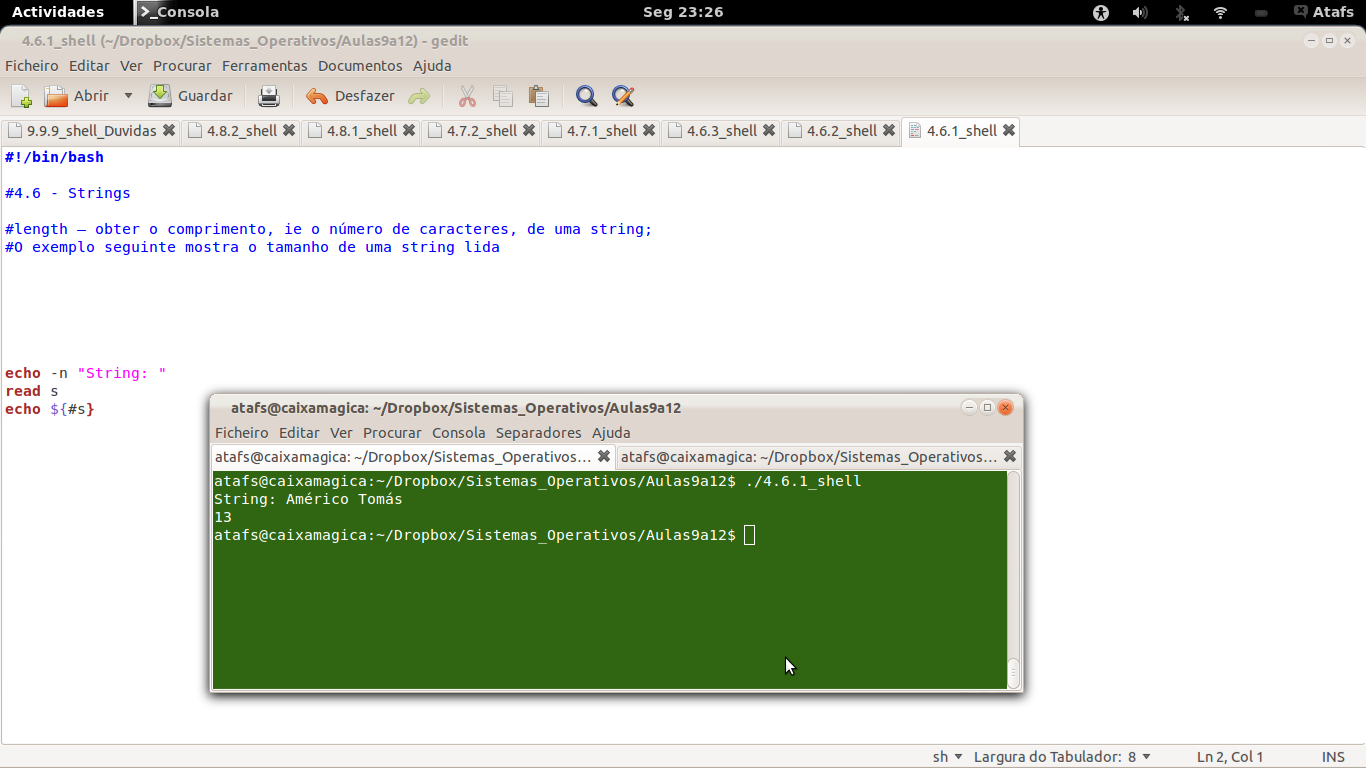 Actividades >_Consola Seg 23:26 Atafs
4.6.1_shell (~/Dropbox/Sistemas_Operativos/Aulas9a12) - gedit
Ficheiro Editar Ver Procurar Ferramentas Documentos Ajuda
Abrir Guardar Desfazer
9.9.9_shell_Duvidas 4.8.2_shell 4.8.1_shell 4.7.2_shell 4.7.1_shell 4.6.3_shell 4.6.2_shell 4.6.1_shell
#!/bin/bash
#4.6 - Strings
#length – obter o comprimento, ie o número de caracteres, de uma string;
#O exemplo seguinte mostra o tamanho de uma string lida
echo -n "String: "
read s
echo ${#s}
atafs@caixamagica: ~/Dropbox/Sistemas_Operativos/Aulas9a12
Ficheiro Editar Ver Procurar Consola Separadores Ajuda
atafs@caixamagica: ~/Dropbox/Sistemas_Operativos... atafs@caixamagica: ~/Dropbox/Sistemas_Operativos...
atafs@caixamagica:~/Dropbox/Sistemas_Operativos/Aulas9a12$ ./4.6.1_shell
String: Américo Tomás
13
atafs@caixamagica:~/Dropbox/Sistemas_Operativos/Aulas9a12$
sh Largura do Tabulador: 8 Ln 2, Col 1 INS